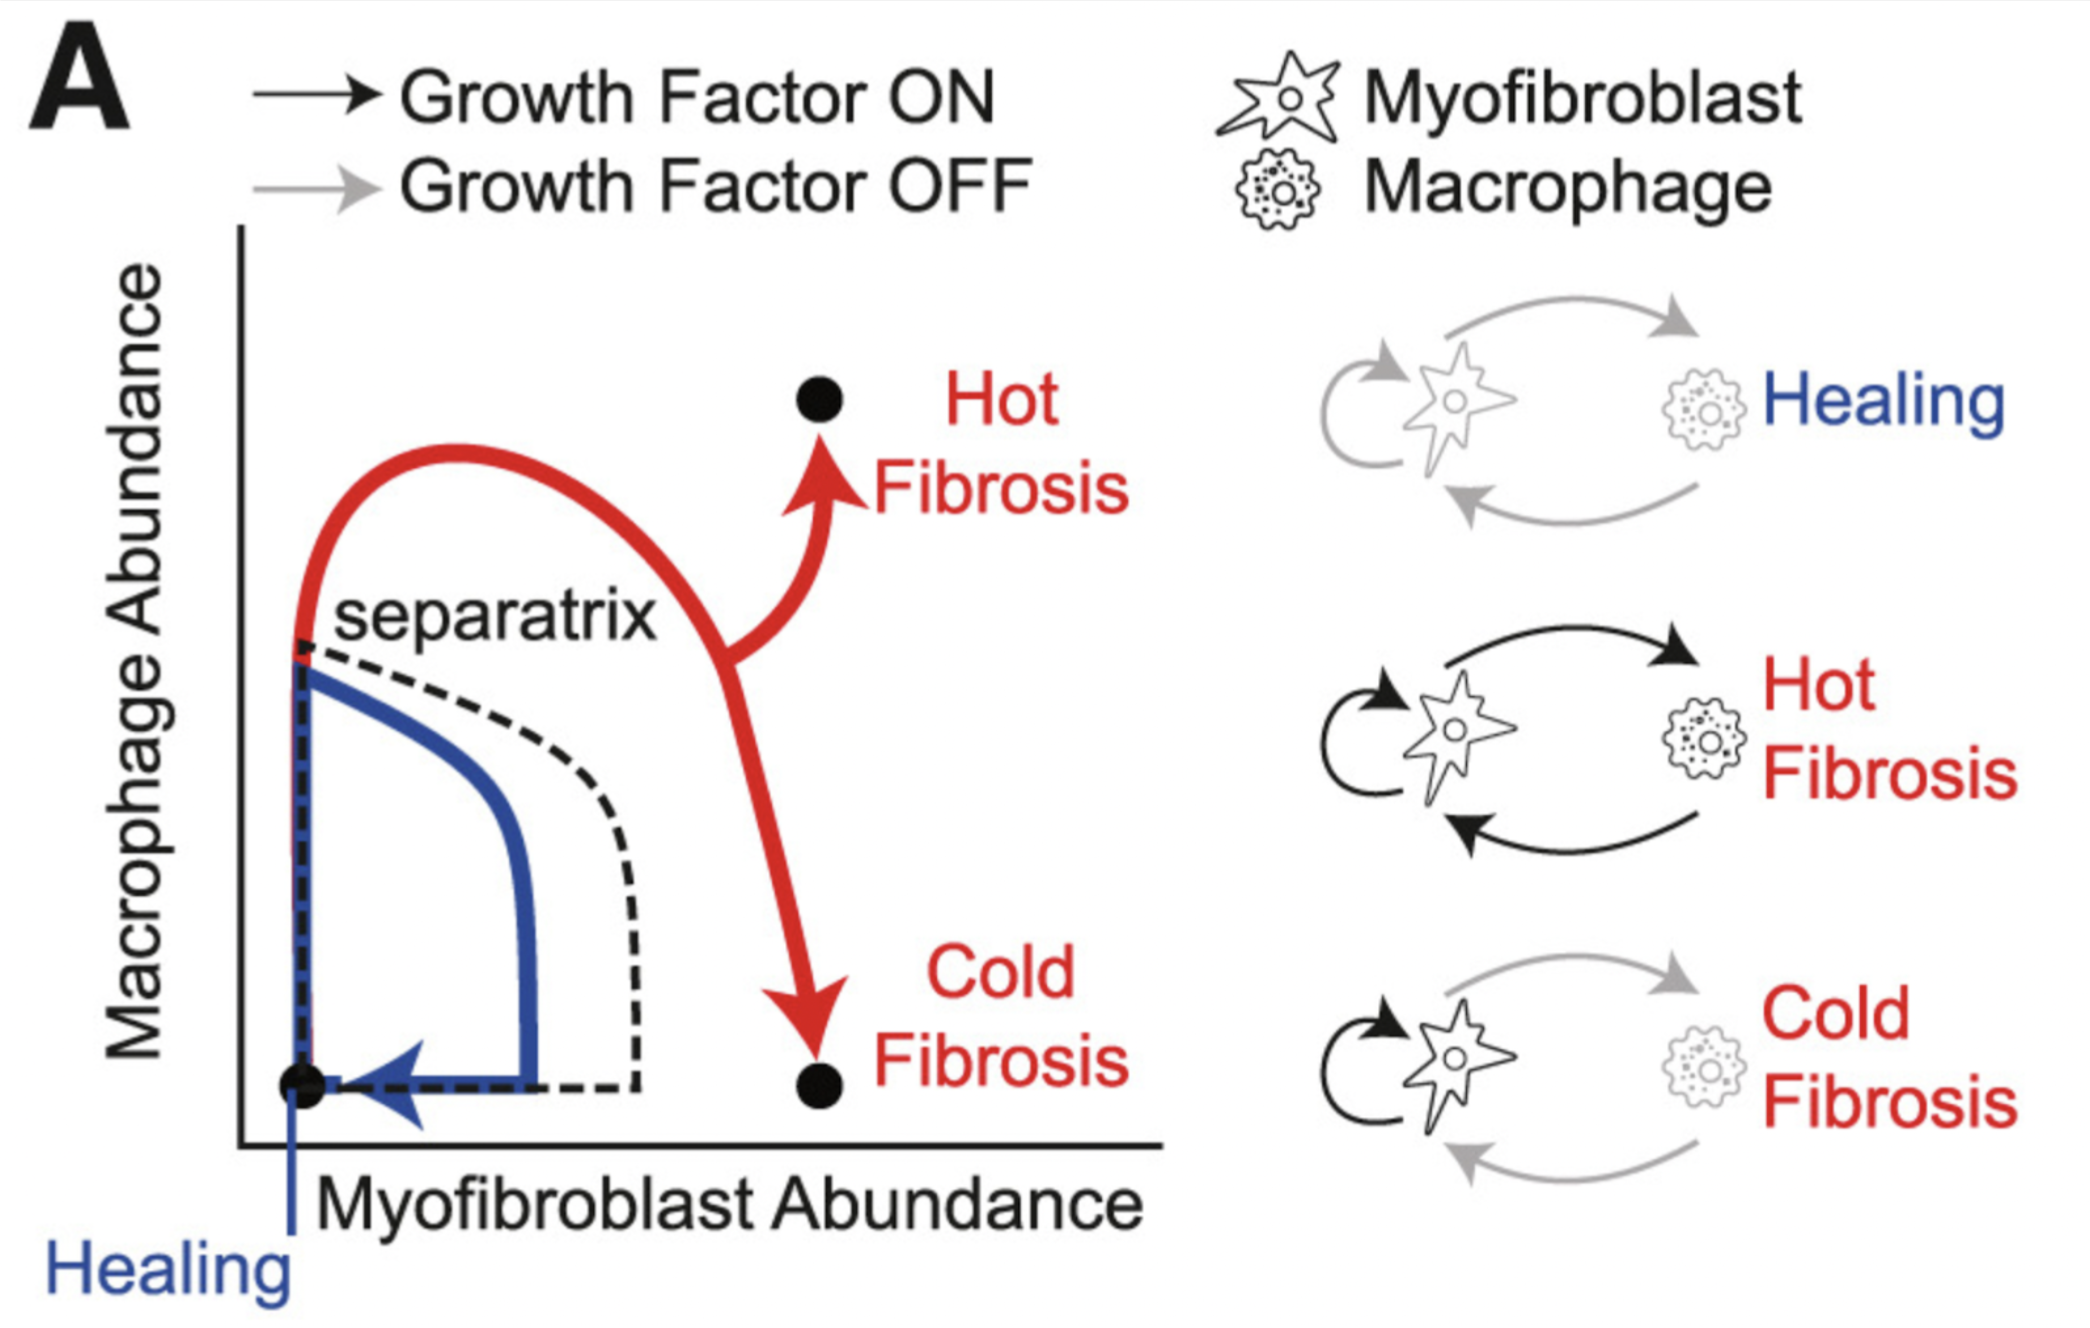 A
Growth Factor ON
Growth Factor OFF
Myofibroblast
Macrophage
Macrophage Abundance
Hot
Fibrosis
separatrix
Cold
Fibrosis
Myofibroblast Abundance
Healing
Healing
Hot
Fibrosis
Cold
Fibrosis